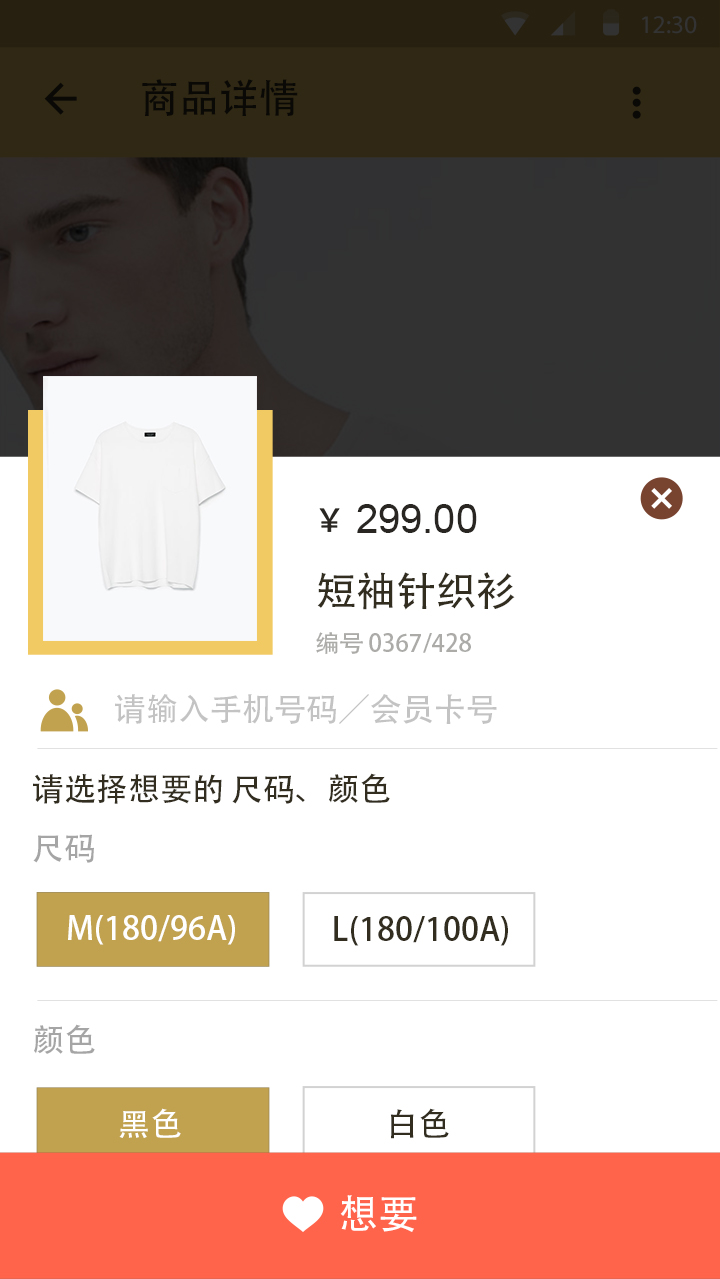 12:30
商品详情
¥ 299.00
短袖针织衫
编号 0367/428
请输入手机号码／会员卡号
请选择想要的 尺码、颜色
尺码
M(180/96A) L(180/100A)
颜色
黑色 白色
想要